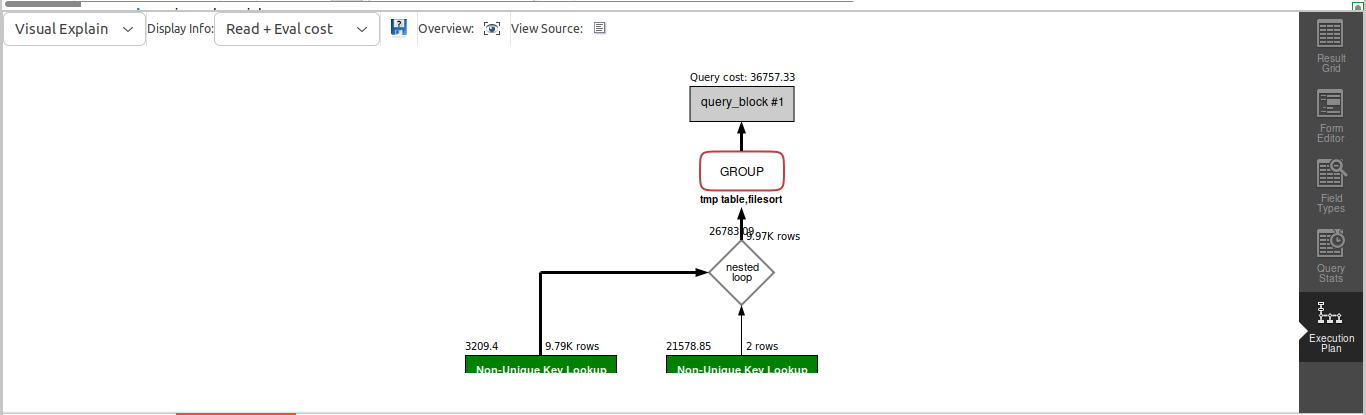 Visual Explain
Display Info:
Read + Eval cost
Overview:
View Source:
Query cost: 36757.33
query_block #1
GROUP
tmp table,filesort
26783.09
9.97K rows
nested
loop
3209.4
9.79K rows
21578.85
2 rows
Non-Unique Key Lookup
Non-Unique Key Lookup
Result
Grid
Form
Editor
Field
Types
Query
Stats
Execution
Plan